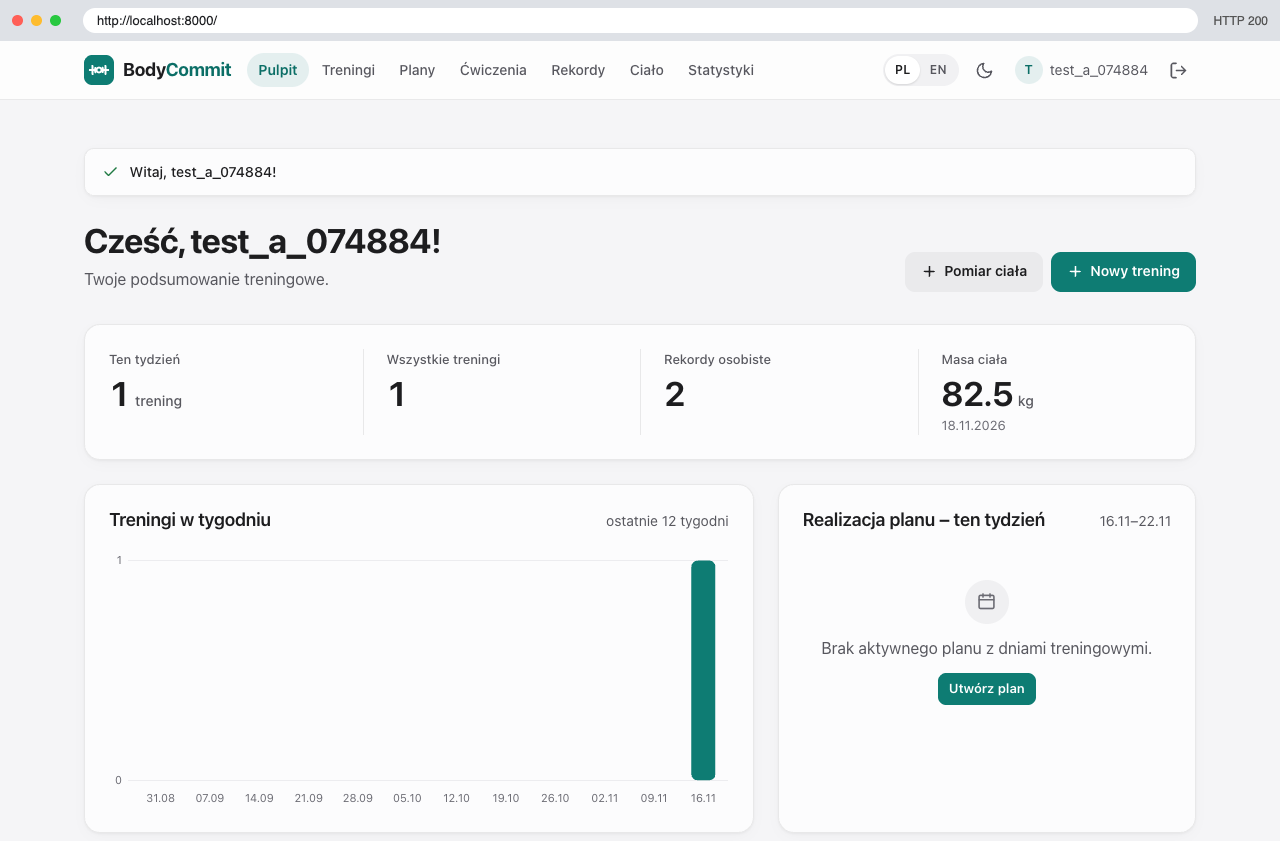 http://localhost:8000/
HTTP 200
BodyCommit
Pulpit
Treningi
Plany
Ćwiczenia
Rekordy
Ciało
Statystyki
PL
EN
T
test_a_074884
Witaj, test_a_074884!
Cześć, test_a_074884!
Twoje podsumowanie treningowe.
Pomiar ciała
Nowy trening
Ten tydzień
1 trening
Wszystkie treningi
1
Rekordy osobiste
2
Masa ciała
82.5 kg
18.11.2026
Treningi w tygodniu
ostatnie 12 tygodni
1
0
31.08 07.09 14.09 21.09 28.09 05.10 12.10 19.10 26.10 02.11 09.11 16.11
Realizacja planu – ten tydzień
16.11–22.11
Brak aktywnego planu z dniami treningowymi.
Utwórz plan